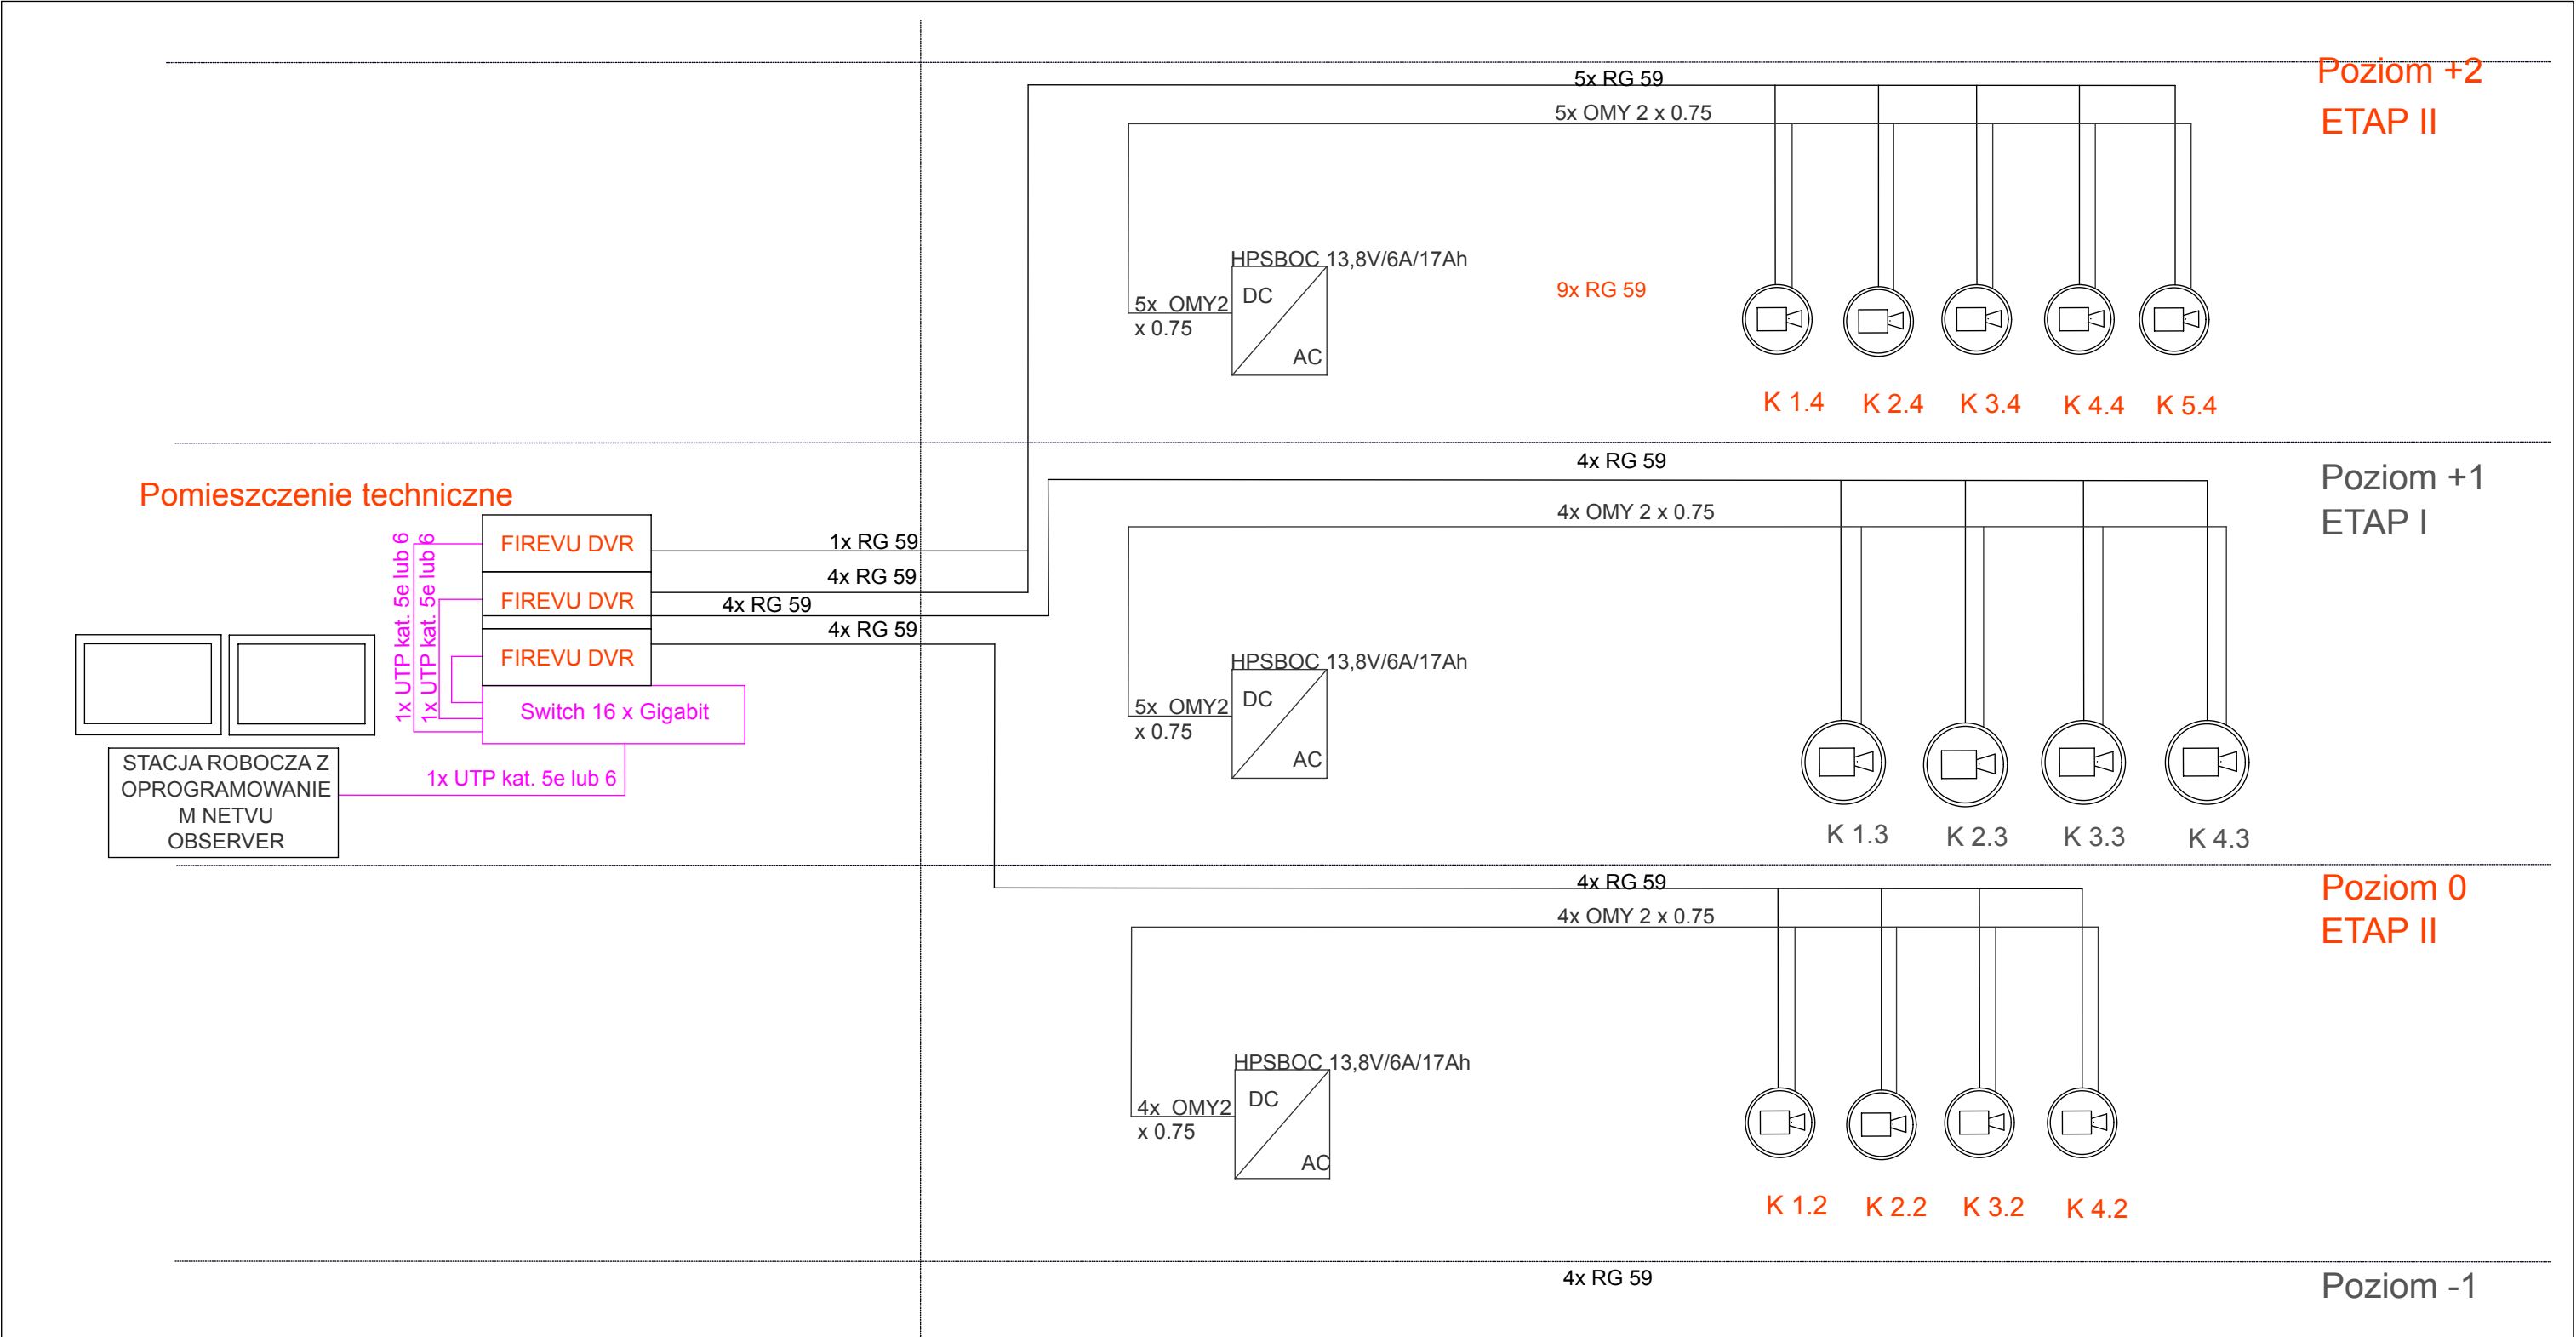 Poziom +2
5x RG 59
5x OMY 2 x 0.75
ETAP II
HPSBOC 13,8V/6A/17Ah
DC
AC
5x OMY2
x 0.75
9x RG 59
K 1.4
K 2.4
K 3.4
K 4.4
K 5.4
4x RG 59
Poziom +1
ETAP I
4x OMY 2 x 0.75
Pomieszczenie techniczne
FIREVU DVR
FIREVU DVR
FIREVU DVR
1x RG 59
4x RG 59
4x RG 59
4x RG 59
1x UTP kat. 5e lub 6
1x UTP kat. 5e lub 6
Switch 16 x Gigabit
1x UTP kat. 5e lub 6
STACJA ROBOCZA Z
OPROGRAMOWANIE
M NETVU
OBSERVER
HPSBOC 13,8V/6A/17Ah
DC
AC
5x OMY2
x 0.75
K 1.3
K 2.3
K 3.3
K 4.3
4x RG 59
Poziom 0
ETAP II
4x OMY 2 x 0.75
HPSBOC 13,8V/6A/17Ah
DC
AC
4x OMY2
x 0.75
K 1.2
K 2.2
K 3.2
K 4.2
4x RG 59
Poziom -1